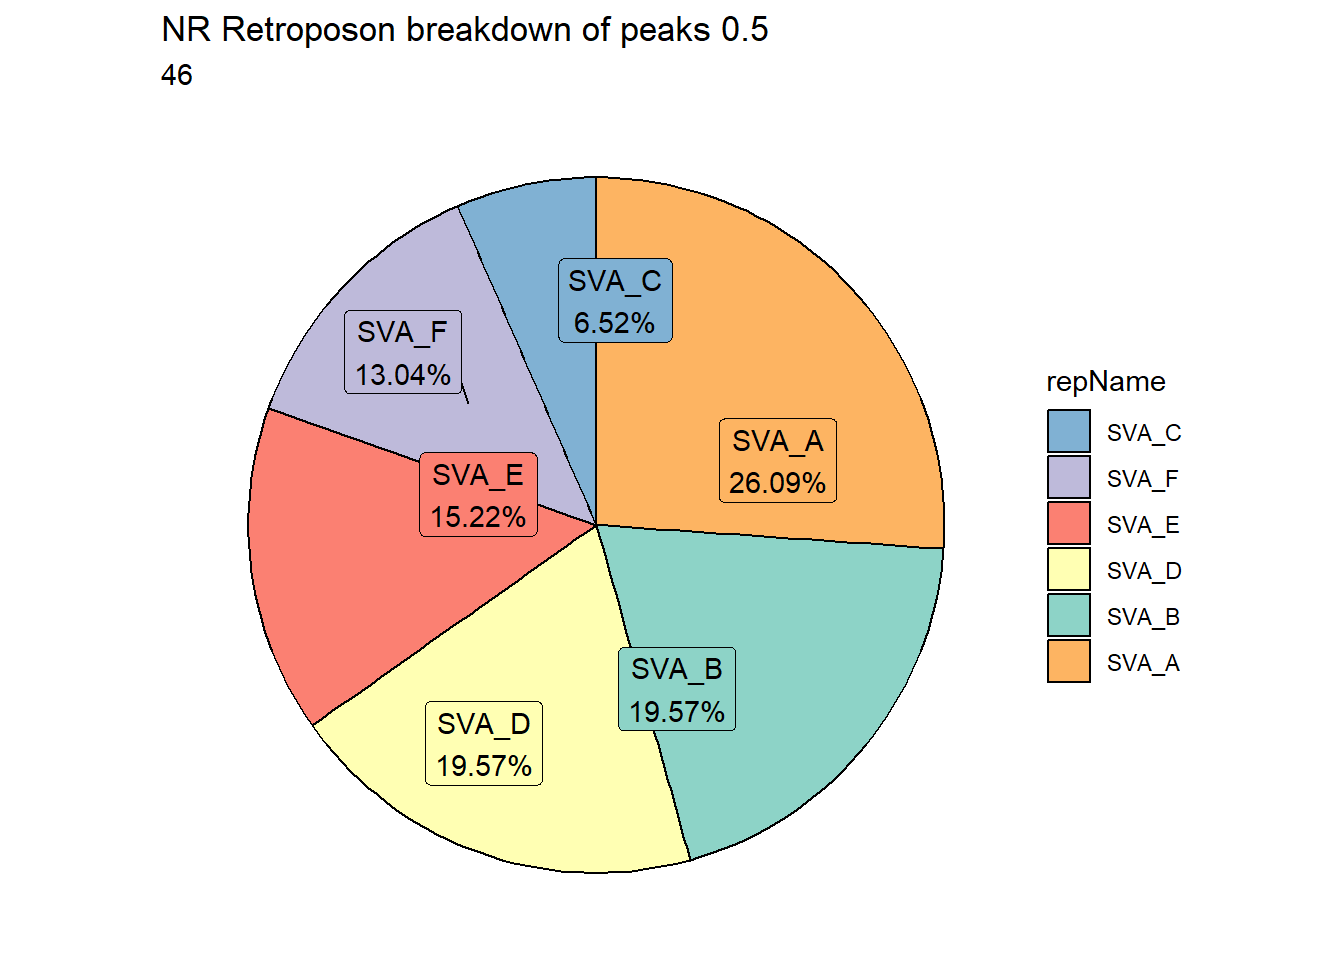 NR Retroposon breakdown of peaks 0.5
46
SVA_C
6.52%
SVA_F
13.04%
SVA_A
26.09%
SVA_E
15.22%
SVA_B
19.57%
SVA_D
19.57%
repName
SVA_C
SVA_F
SVA_E
SVA_D
SVA_B
SVA_A